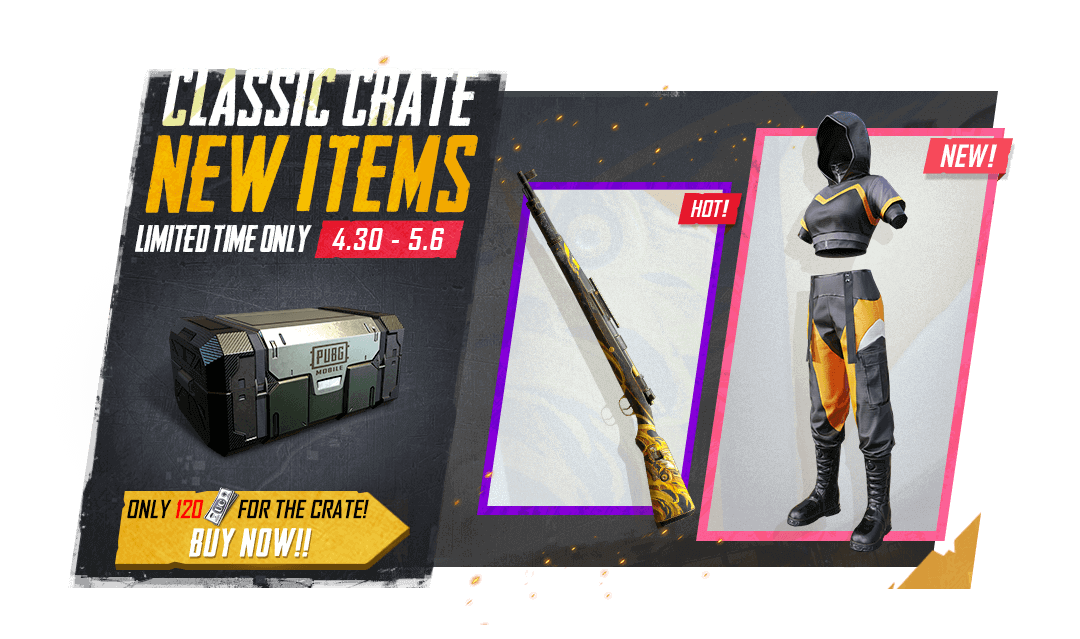 CLASSIC CRATE
NEW ITEMS
LIMITED TIME ONLY 4.30 - 5.6
PUBG
MOBILE
ONLY 120 FOR THE CRATE!
BUY NOW!!
HOT!
NEW!